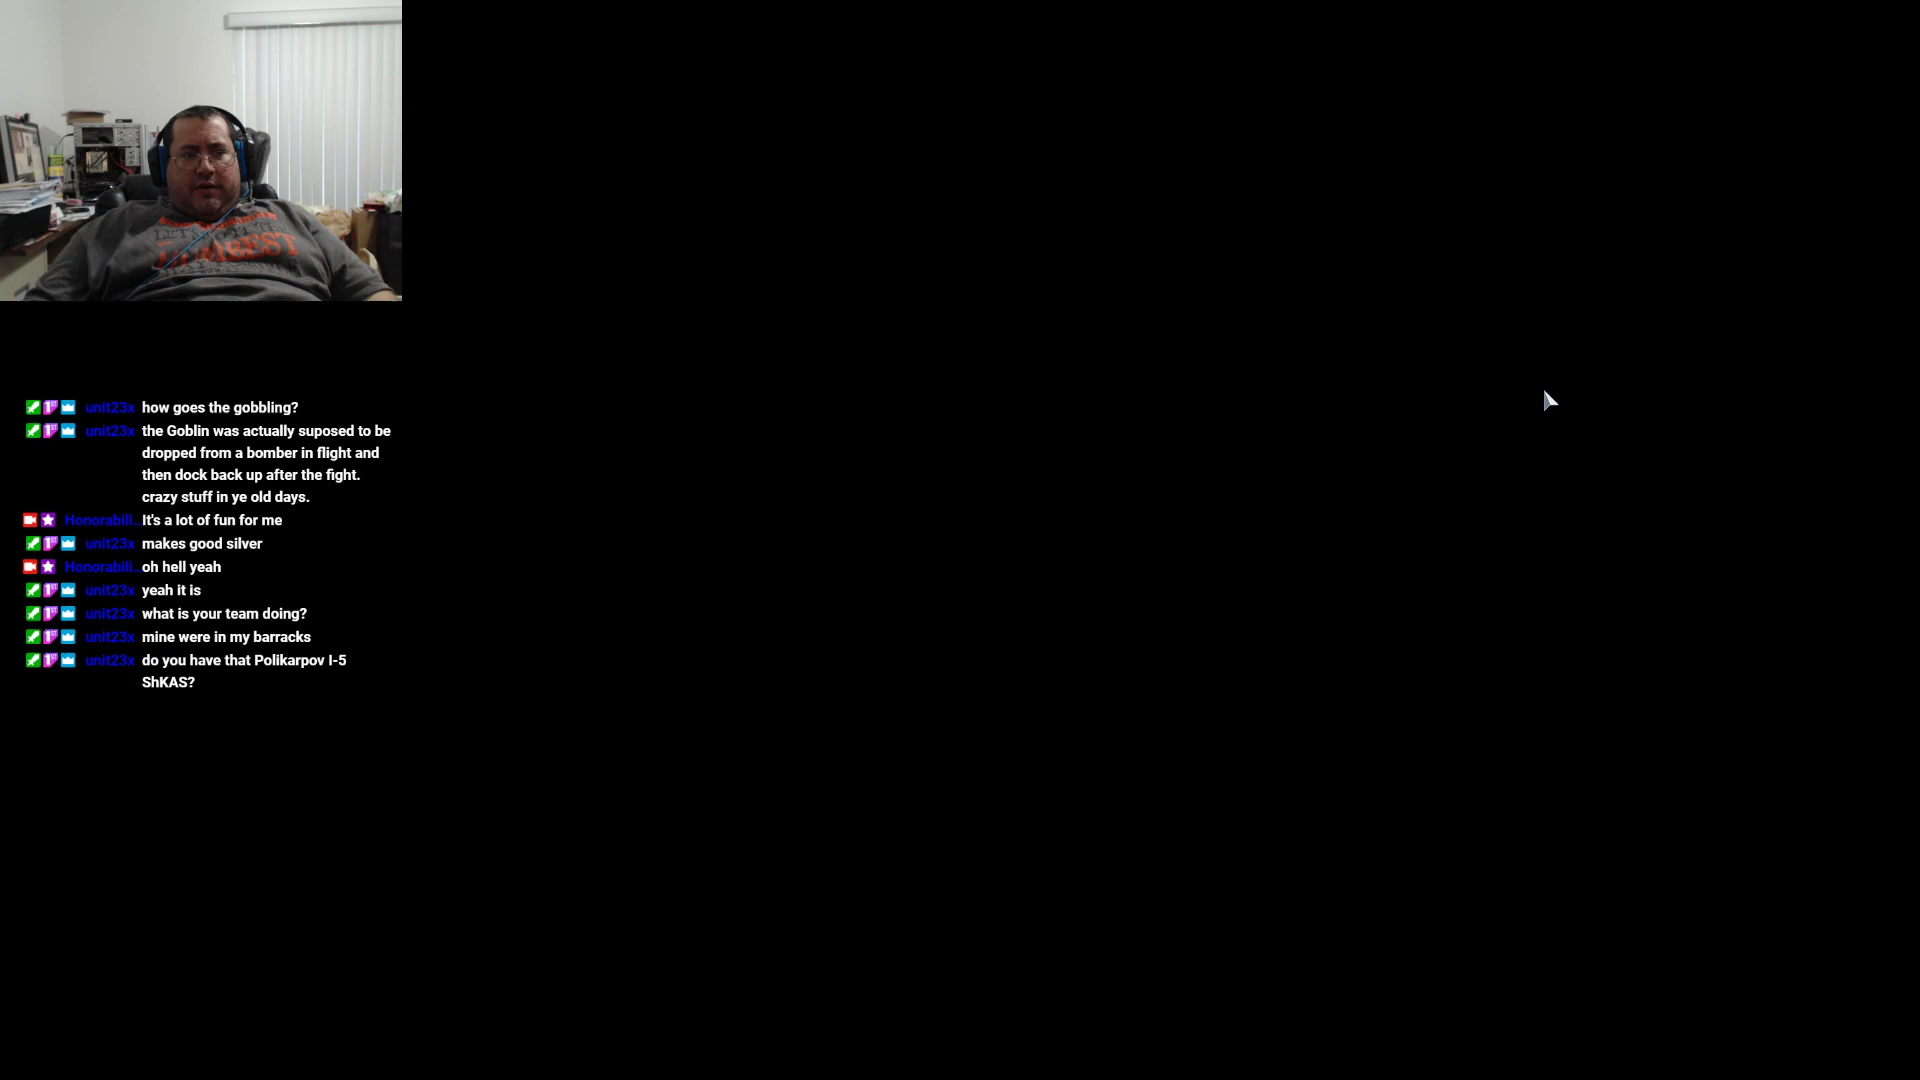 LET'S
unit23x how goes the gobbling?
unit23x the Goblin was actually suposed to be
dropped from a bomber in flight and
then dock back up after the fight.
crazy stuff in ye old days.
Honorabili...It's a lot of fun for me
unit23x makes good silver
Honorabili...oh hell yeah
unit23x yeah it is
unit23x what is your team doing?
unit23x mine were in my barracks
unit23x do you have that Polikarpov I-5
ShKAS?